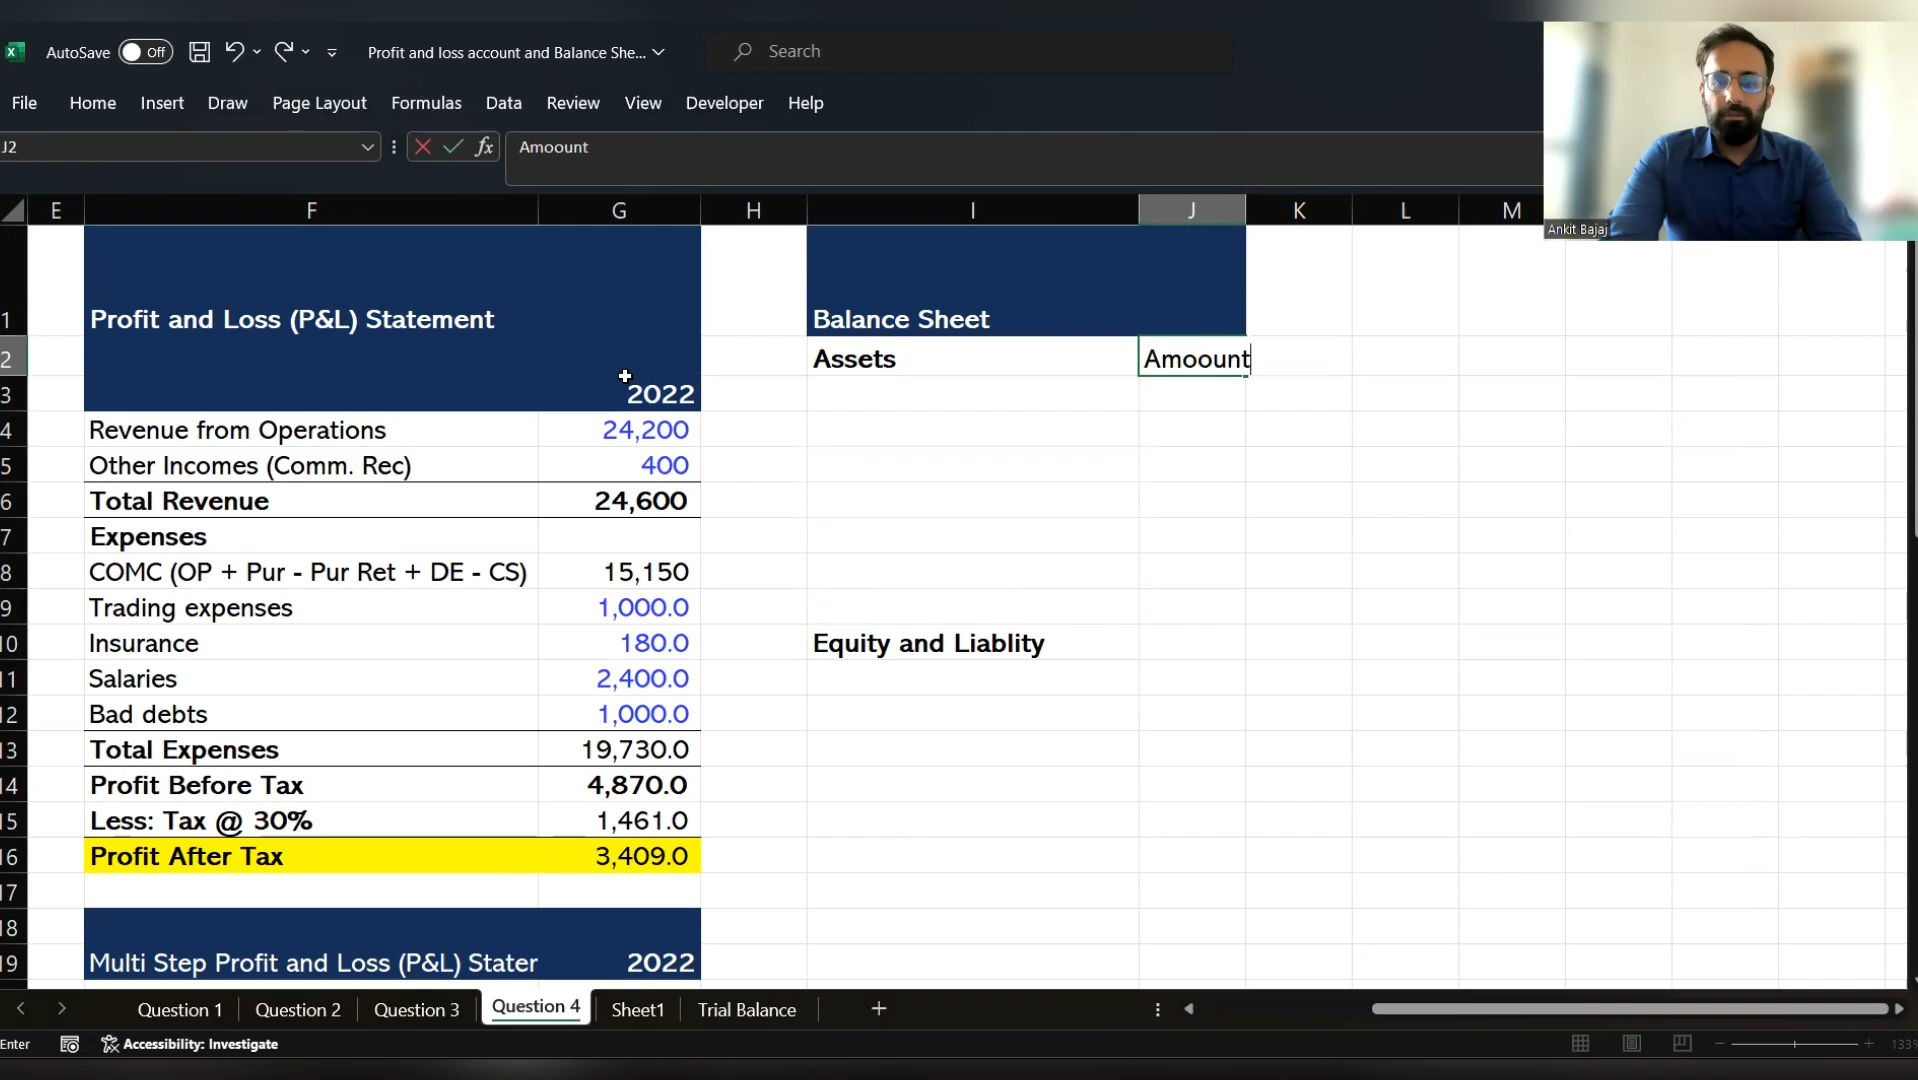 AutoSave Off Profit and loss account and Balance She... Search
File Home Insert Draw Page Layout Formulas Data Review View Developer Help
J2 fx Amoount
Ankit Bajaj
E F G H I J K L M
1 Profit and Loss (P&L) Statement Balance Sheet
2 Assets Amoount
3 2022
4 Revenue from Operations 24,200
5 Other Incomes (Comm. Rec) 400
6 Total Revenue 24,600
7 Expenses
8 COMC (OP + Pur - Pur Ret + DE - CS) 15,150
9 Trading expenses 1,000.0
10 Insurance 180.0 Equity and Liablity
11 Salaries 2,400.0
12 Bad debts 1,000.0
13 Total Expenses 19,730.0
14 Profit Before Tax 4,870.0
15 Less: Tax @ 30% 1,461.0
16 Profit After Tax 3,409.0
17
18
19 Multi Step Profit and Loss (P&L) Stater 2022
Question 1 Question 2 Question 3 Question 4 Sheet1 Trial Balance
Enter Accessibility: Investigate 133%